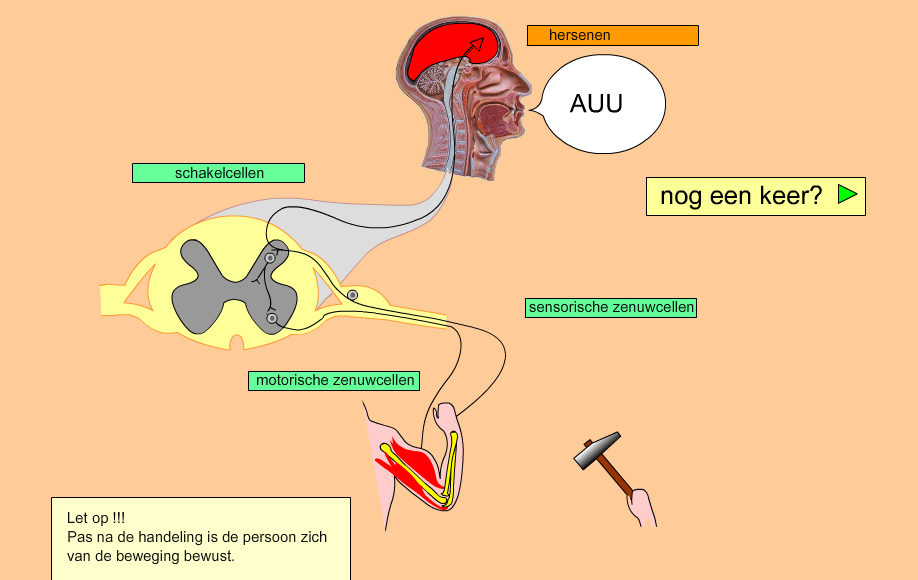 hersenen
AUU
schakelcellen
nog een keer?
sensorische zenuwcellen
motorische zenuwcellen
Let op !!!
Pas na de handeling is de persoon zich
van de beweging bewust.